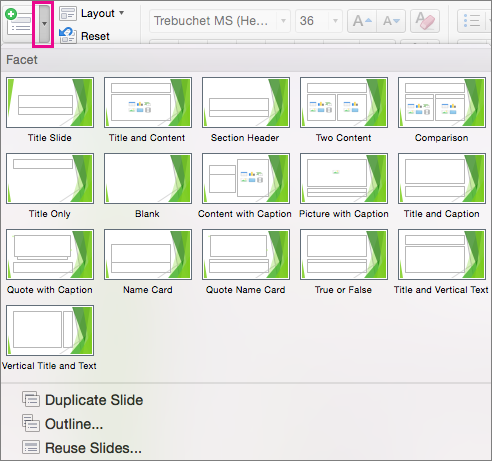 Layout
Trebuchet MS (He... 36 A A A
Reset
Facet
Title Slide Title and Content Section Header Two Content Comparison
Title Only Blank Content with Caption Picture with Caption Title and Caption
Quote with Caption Name Card Quote Name Card True or False Title and Vertical Text
Vertical Title and Text
Duplicate Slide
Outline...
Reuse Slides...